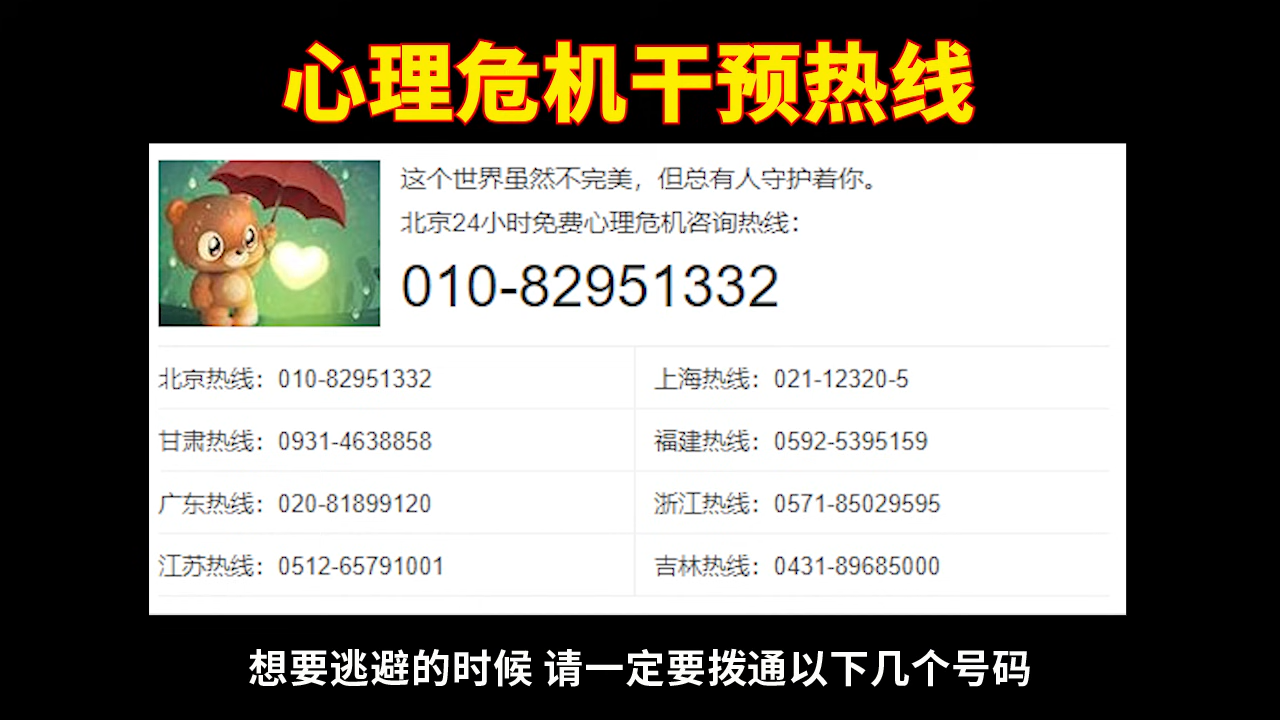 心理危机干预热线
这个世界虽然不完美，但总有人守护着你。
北京24小时免费心理危机咨询热线：
010-82951332
北京热线：010-82951332
上海热线：021-12320-5
甘肃热线：0931-4638858
福建热线：0592-5395159
广东热线：020-81899120
浙江热线：0571-85029595
江苏热线：0512-65791001
吉林热线：0431-89685000
想要逃避的时候 请一定要拨通以下几个号码